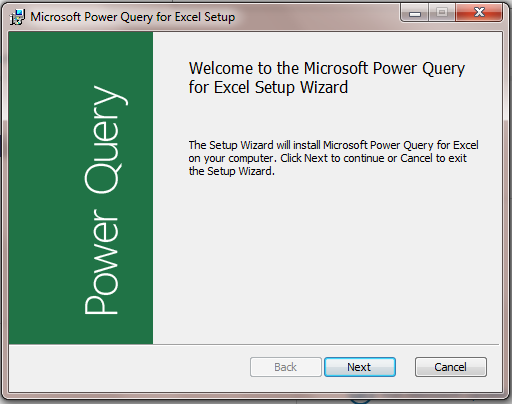 Microsoft Power Query for Excel Setup
Power Query
Welcome to the Microsoft Power Query
for Excel Setup Wizard
The Setup Wizard will install Microsoft Power Query for Excel
on your computer. Click Next to continue or Cancel to exit
the Setup Wizard.
Back
Next
Cancel